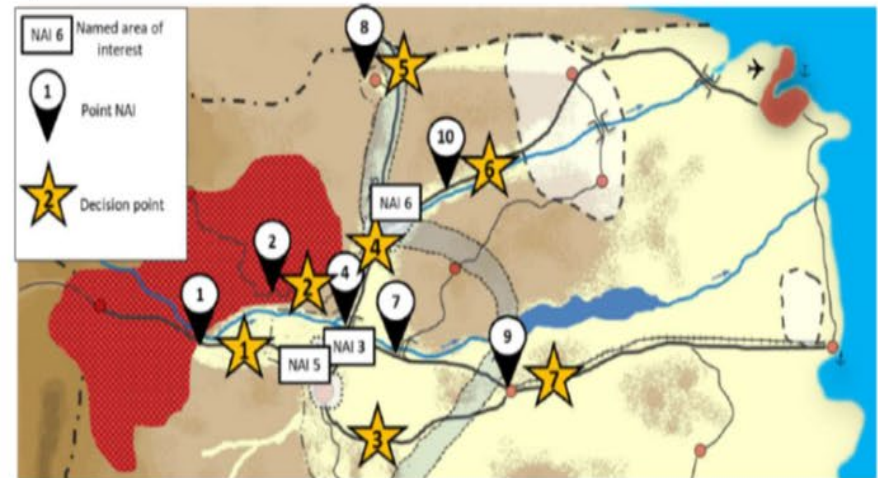 NAI 6 Named area of
interest
1
Point NAI
2
Decision point
8
5
10
6
NAI 6
2
4
2
4
1
7
9
1
NAI 3
NAI 5
7
3